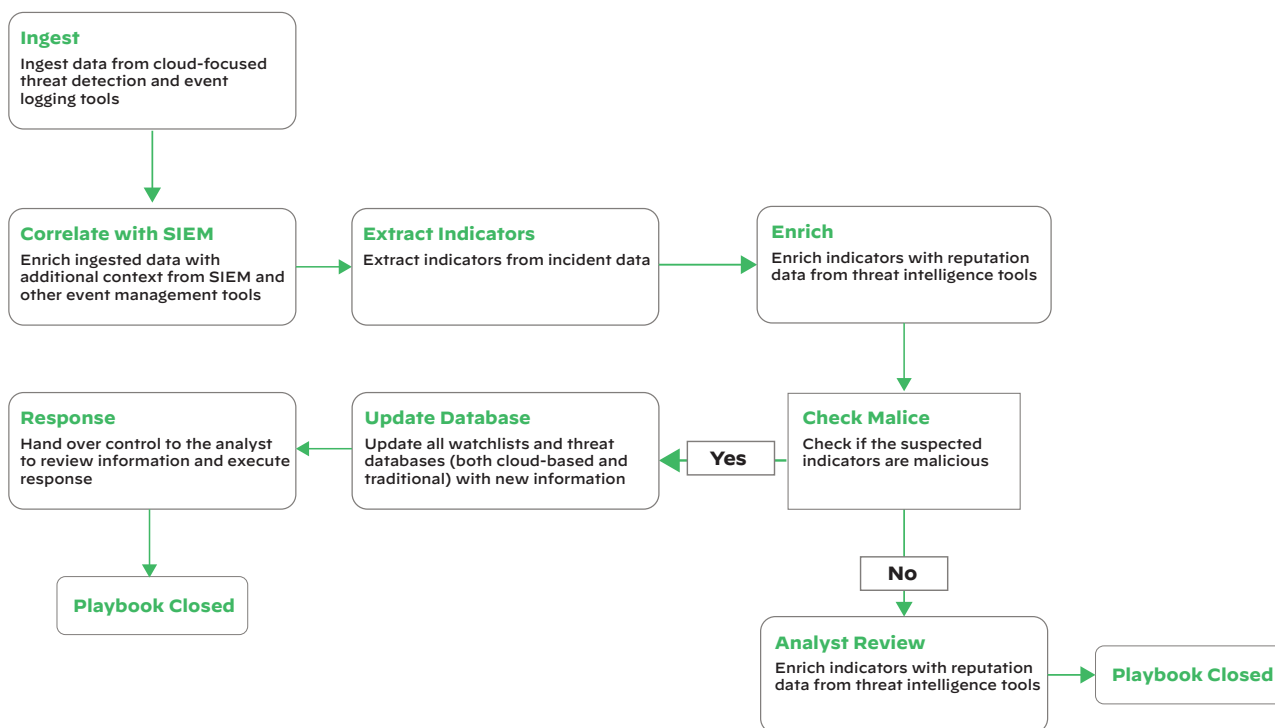 Ingest
Ingest data from cloud-focused
threat detection and event
logging tools
Correlate with SIEM
Enrich ingested data with
additional context from SIEM and
other event management tools
Extract Indicators
Extract indicators from incident data
Enrich
Enrich indicators with reputation
data from threat intelligence tools
Response
Hand over control to the analyst
to review information and execute
response
Update Database
Update all watchlists and threat
databases (both cloud-based and
traditional) with new information
Yes
Check Malice
Check if the suspected
indicators are malicious
No
Playbook Closed
Analyst Review
Enrich indicators with reputation
data from threat intelligence tools
Playbook Closed